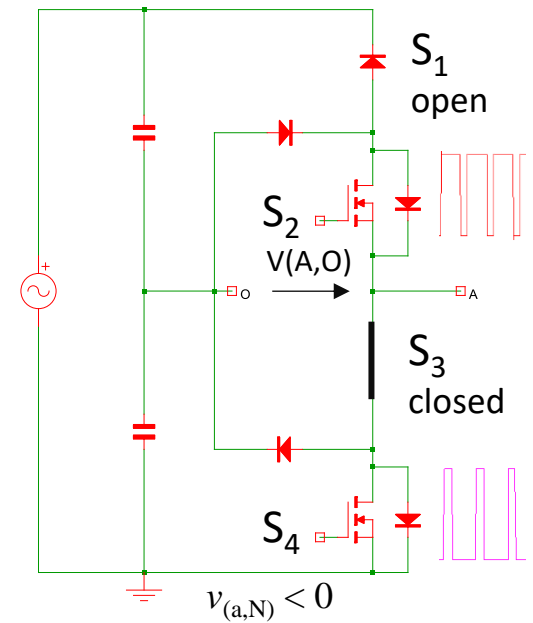 S₁
open
S₂
V(A,O)
O
A
S₃
closed
S₄
v(a,N) < 0
+